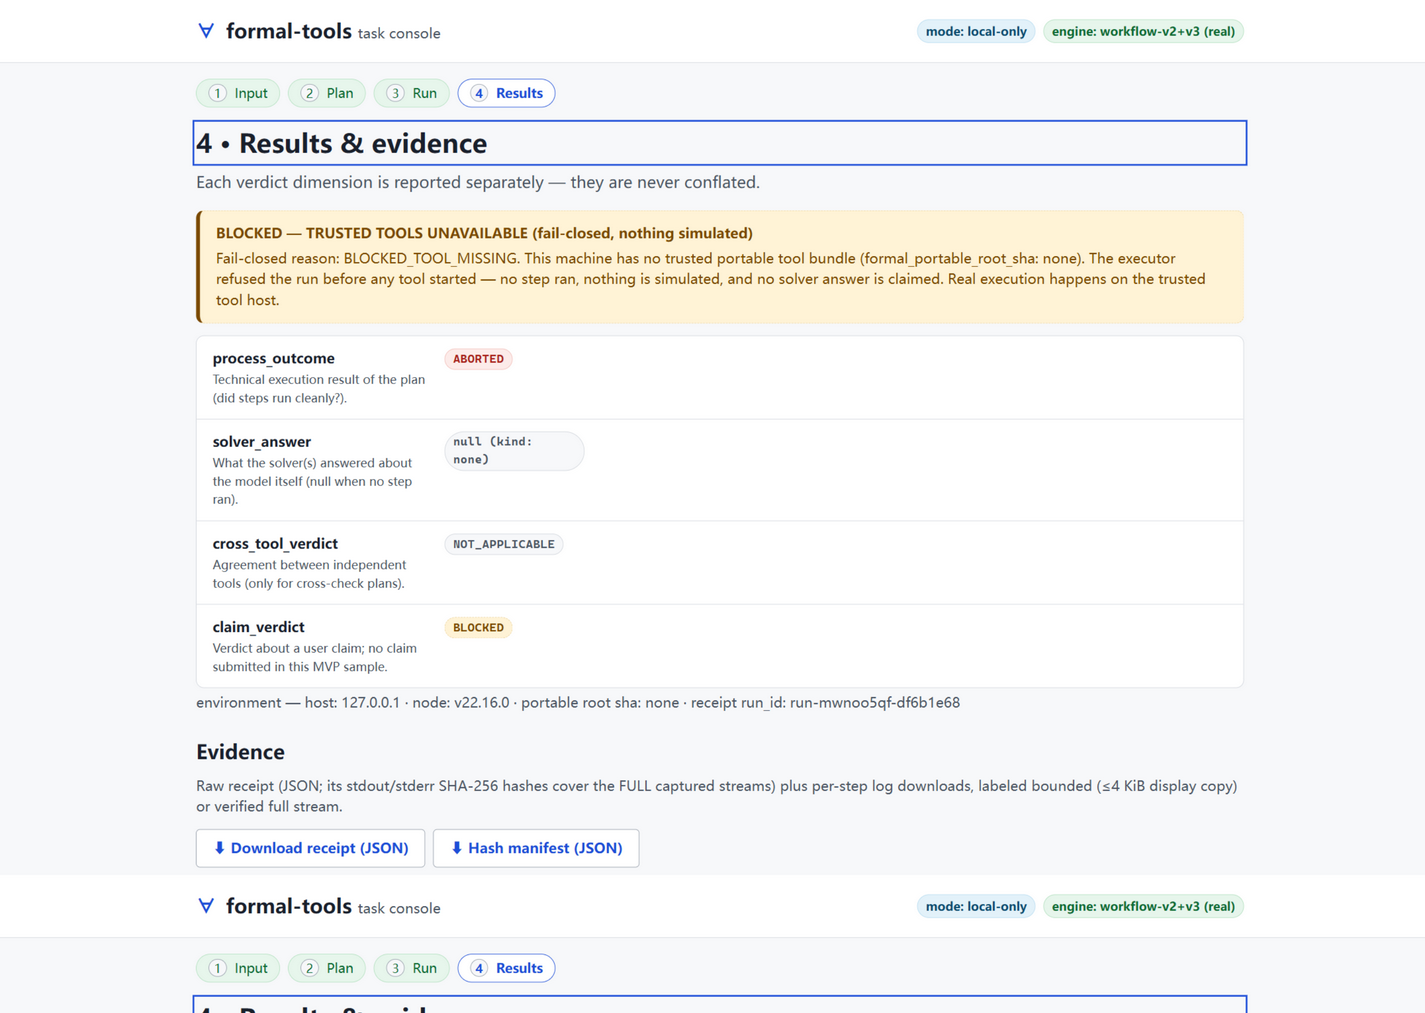 formal-tools task console
mode: local-only
engine: workflow-v2+v3 (real)
1 Input
2 Plan
3 Run
4 Results
4 • Results & evidence
Each verdict dimension is reported separately — they are never conflated.
BLOCKED — TRUSTED TOOLS UNAVAILABLE (fail-closed, nothing simulated)
Fail-closed reason: BLOCKED_TOOL_MISSING. This machine has no trusted portable tool bundle (formal_portable_root_sha: none). The executor
refused the run before any tool started — no step ran, nothing is simulated, and no solver answer is claimed. Real execution happens on the trusted
tool host.
process_outcome
Technical execution result of the plan
(did steps run cleanly?).
ABORTED
solver_answer
What the solver(s) answered about
the model itself (null when no step
ran).
null (kind:
none)
cross_tool_verdict
Agreement between independent
tools (only for cross-check plans).
NOT_APPLICABLE
claim_verdict
Verdict about a user claim; no claim
submitted in this MVP sample.
BLOCKED
environment — host: 127.0.0.1 · node: v22.16.0 · portable root sha: none · receipt run_id: run-mwnoo5qf-df6b1e68
Evidence
Raw receipt (JSON; its stdout/stderr SHA-256 hashes cover the FULL captured streams) plus per-step log downloads, labeled bounded (≤4 KiB display copy)
or verified full stream.
⬇ Download receipt (JSON)
⬇ Hash manifest (JSON)
formal-tools task console
mode: local-only
engine: workflow-v2+v3 (real)
1 Input
2 Plan
3 Run
4 Results